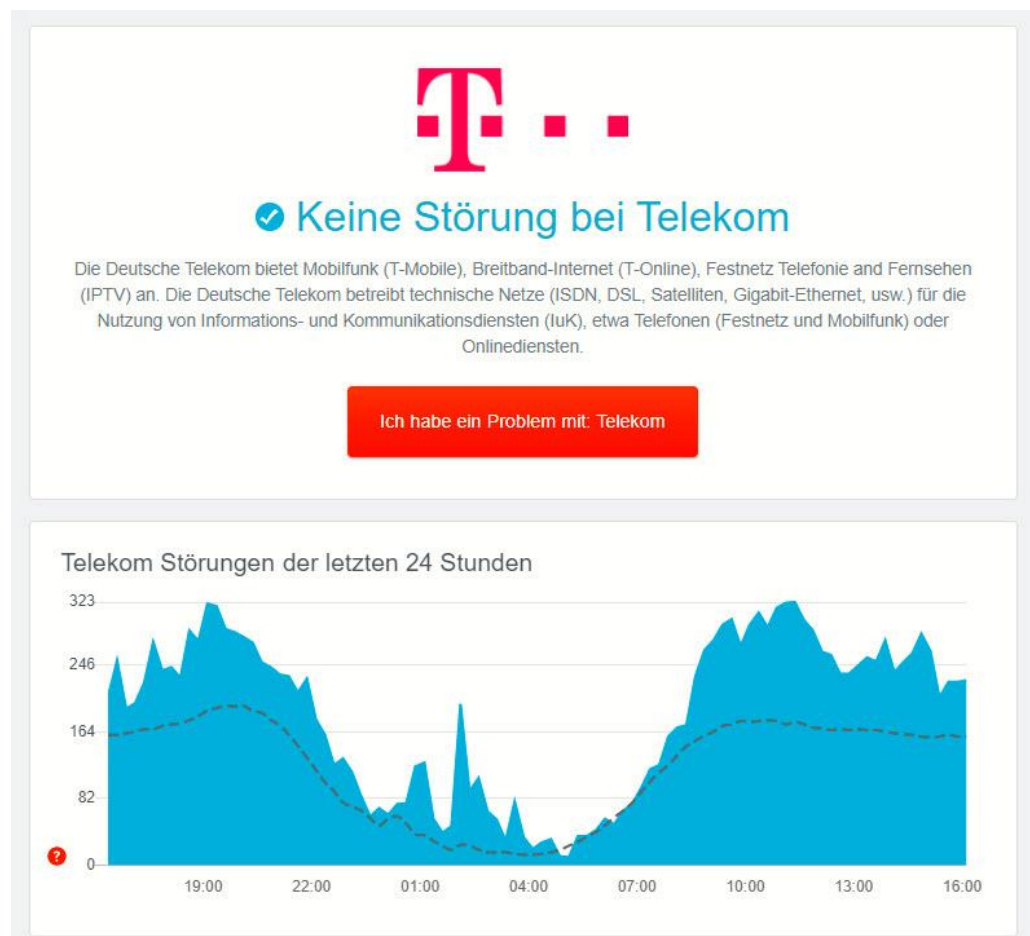 Keine Störung bei Telekom
Die Deutsche Telekom bietet Mobilfunk (T-Mobile), Breitband-Internet (T-Online), Festnetz Telefonie and Fernsehen
(IPTV) an. Die Deutsche Telekom betreibt technische Netze (ISDN, DSL, Satelliten, Gigabit-Ethernet, usw.) für die
Nutzung von Informations- und Kommunikationsdiensten (IuK), etwa Telefonen (Festnetz und Mobilfunk) oder
Onlinediensten.
Ich habe ein Problem mit: Telekom
Telekom Störungen der letzten 24 Stunden
323
246
164
82
?
0
19:00 22:00 01:00 04:00 07:00 10:00 13:00 16:00